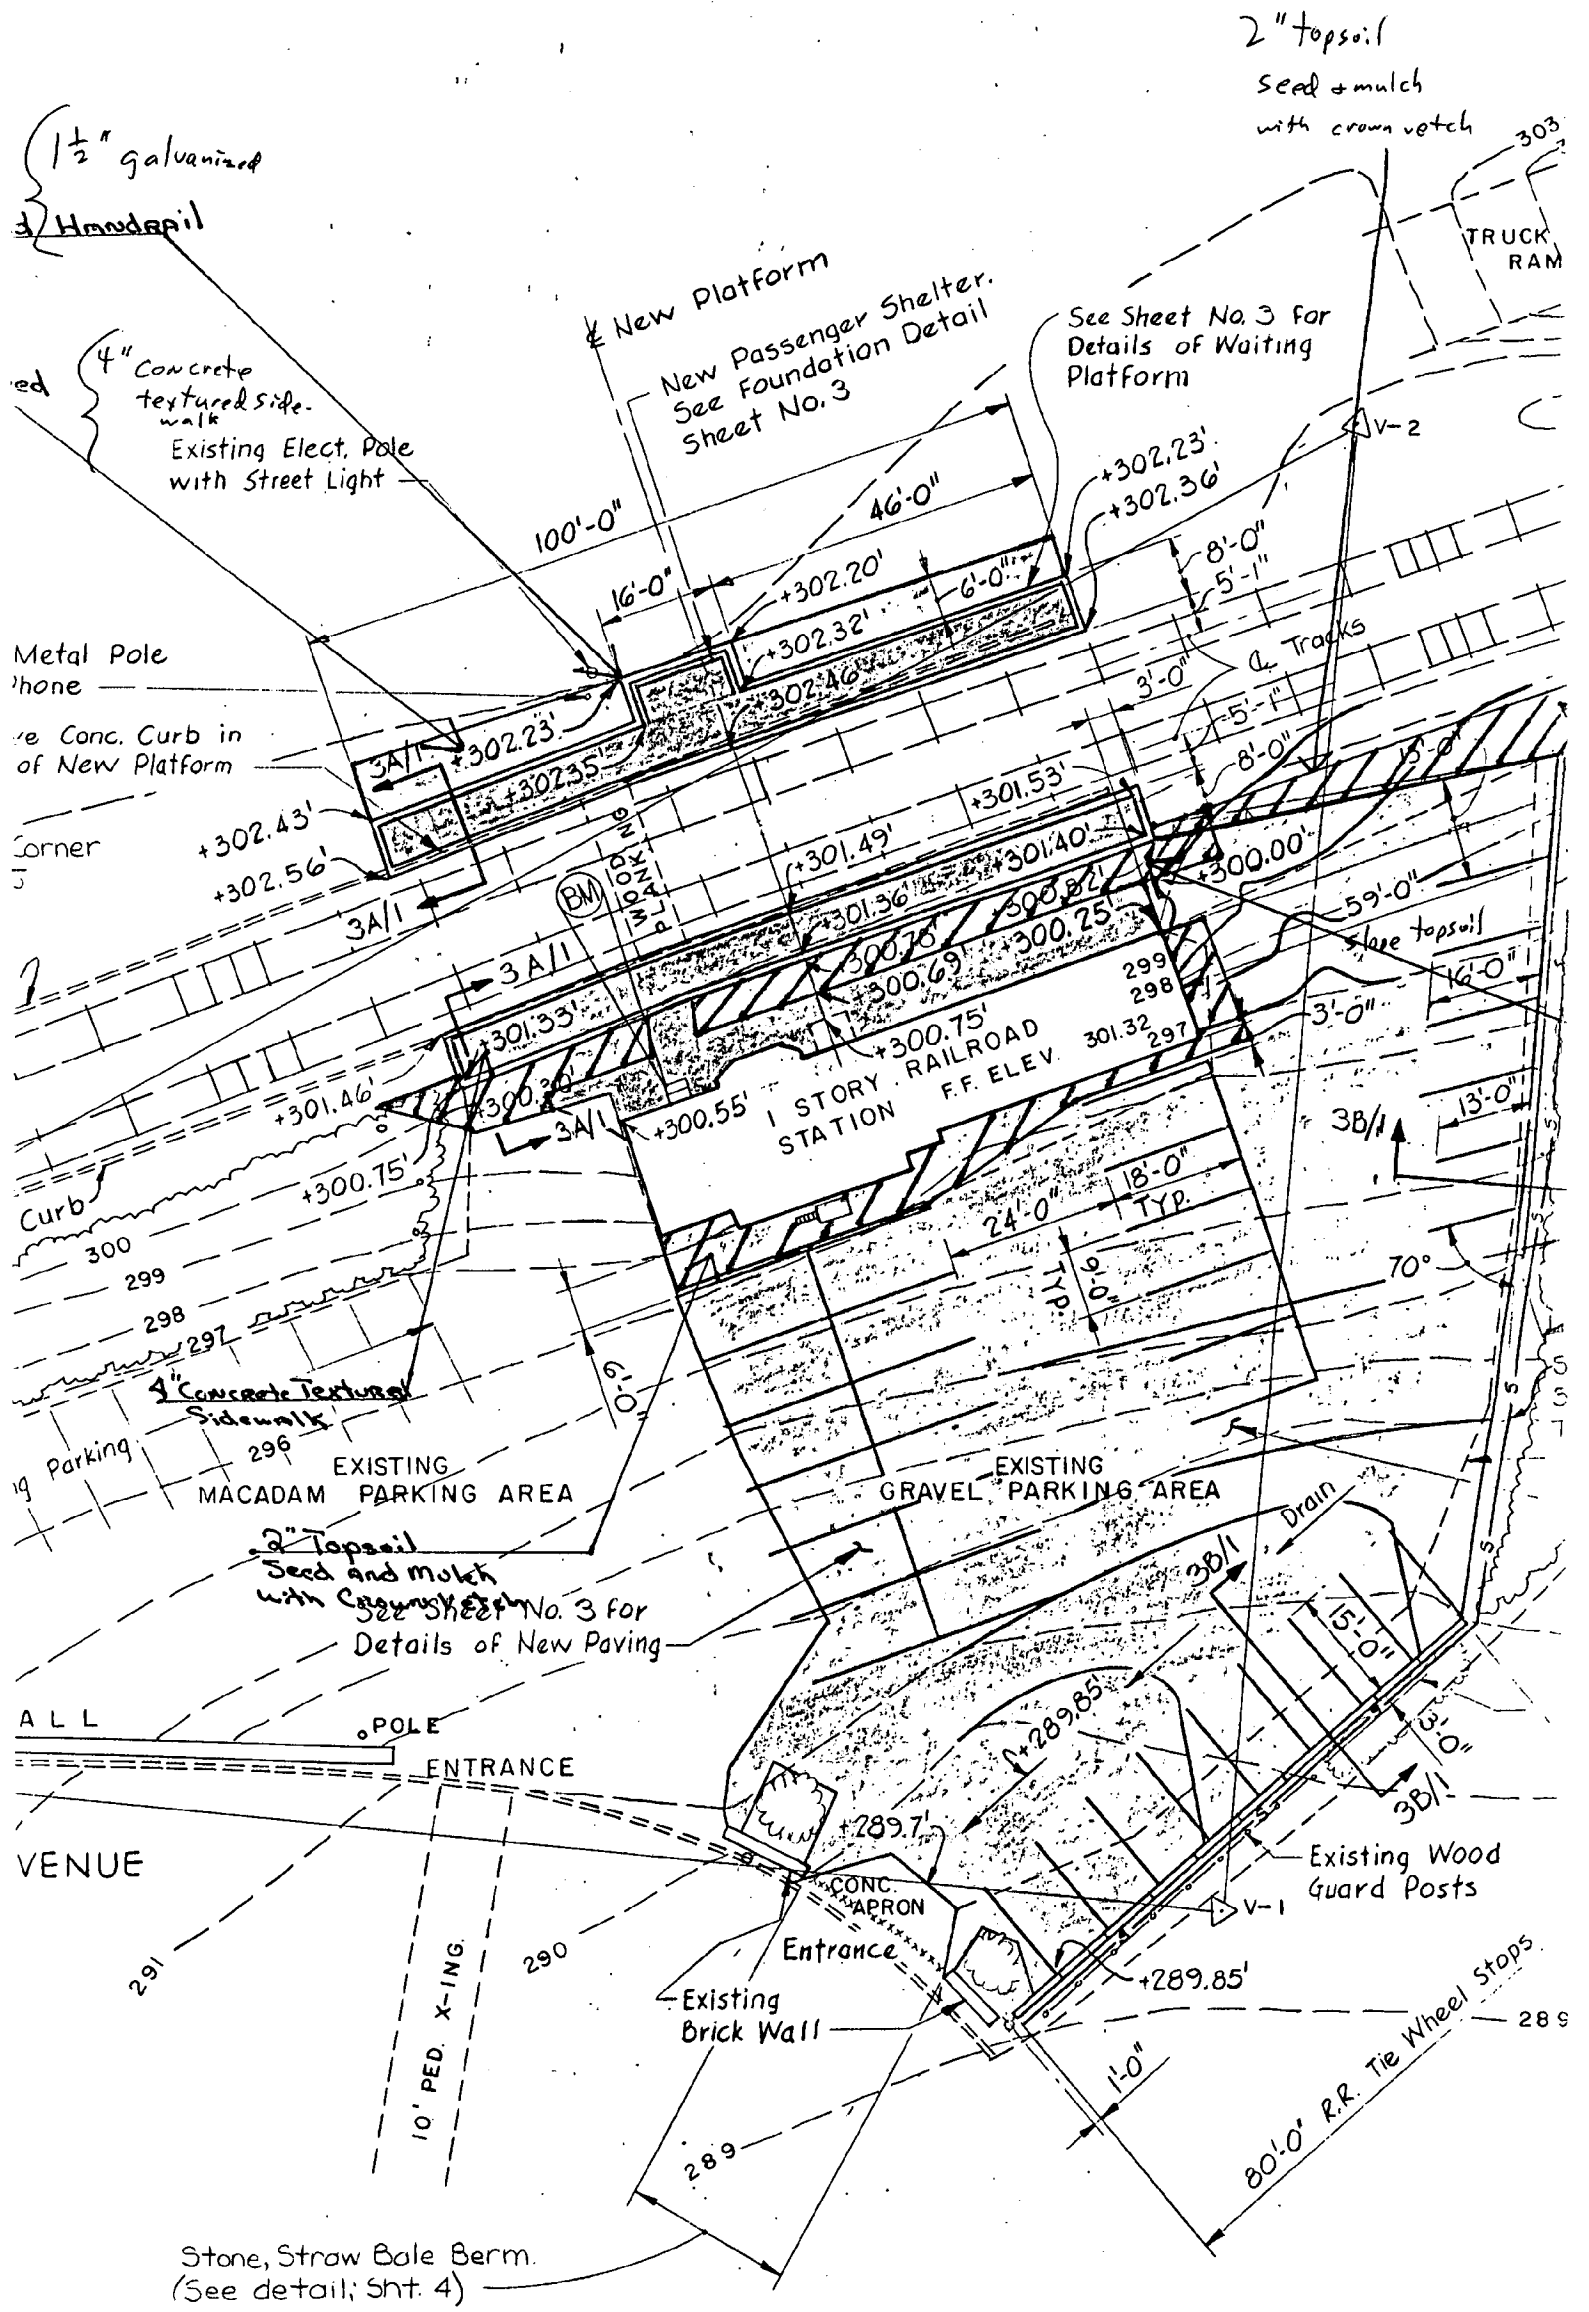 2" topsoil
seed + mulch
with crown vetch
303
1 1/2" galvanized
Handrail
TRUCK
RAM
℄ New Platform
New Passenger Shelter.
See Foundation Detail
Sheet No. 3
See Sheet No. 3 for
Details of Waiting
Platform
4" Concrete
textured side-
walk
ed
Existing Elect. Pole
with Street Light
V-2
+302.23'
+302.36'
46'-0"
100'-0"
16'-0"
+302.20'
6'-0"
8'-0"
5'-1"
+302.32'
+302.46'
℄ Tracks
3'-0"
5'-1"
8'-0"
15'-0"
Metal Pole
hone
e Conc. Curb in
of New Platform
3A/1
+302.23'
+302.35'
+302.43'
+302.56'
Corner
3A/1
BM
WOOD
PLANK
+301.53'
+301.49'
+301.40'
+301.36'
+300.82'
+300.00'
59'-0"
slope topsoil
3A/1
+301.33'
+300.25'
+300.69'
+300.75'
299
298
297
16'-0"
3'-0"
+301.46'
3A/1
+300.55'
1 STORY RAILROAD
STATION F.F. ELEV. 301.32
13'-0"
3B/1
+300.75'
Curb
300
299
298
297
18'-0"
TYP.
24'-0"
9'-0"
TYP.
70°
6'-0"
4" Concrete Textured
Sidewalk
296
g Parking
EXISTING
MACADAM PARKING AREA
EXISTING
GRAVEL PARKING AREA
S
S
S
S
Drain
3B/1
2" Topsoil
Seed and Mulch
with Crownvetch
See Sheet No. 3 for
Details of New Paving
15'-0"
3'-0"
3B/1
ALL
POLE
ENTRANCE
+289.85'
+289.7'
VENUE
CONC.
APRON
Entrance
V-1
Existing Wood
Guard Posts
291
290
10' PED. X-ING.
Existing
Brick Wall
+289.85'
289
289
1'-0"
80'-0" R.R. Tie Wheel Stops
Stone, Straw Bale Berm.
(See detail; Sht. 4)